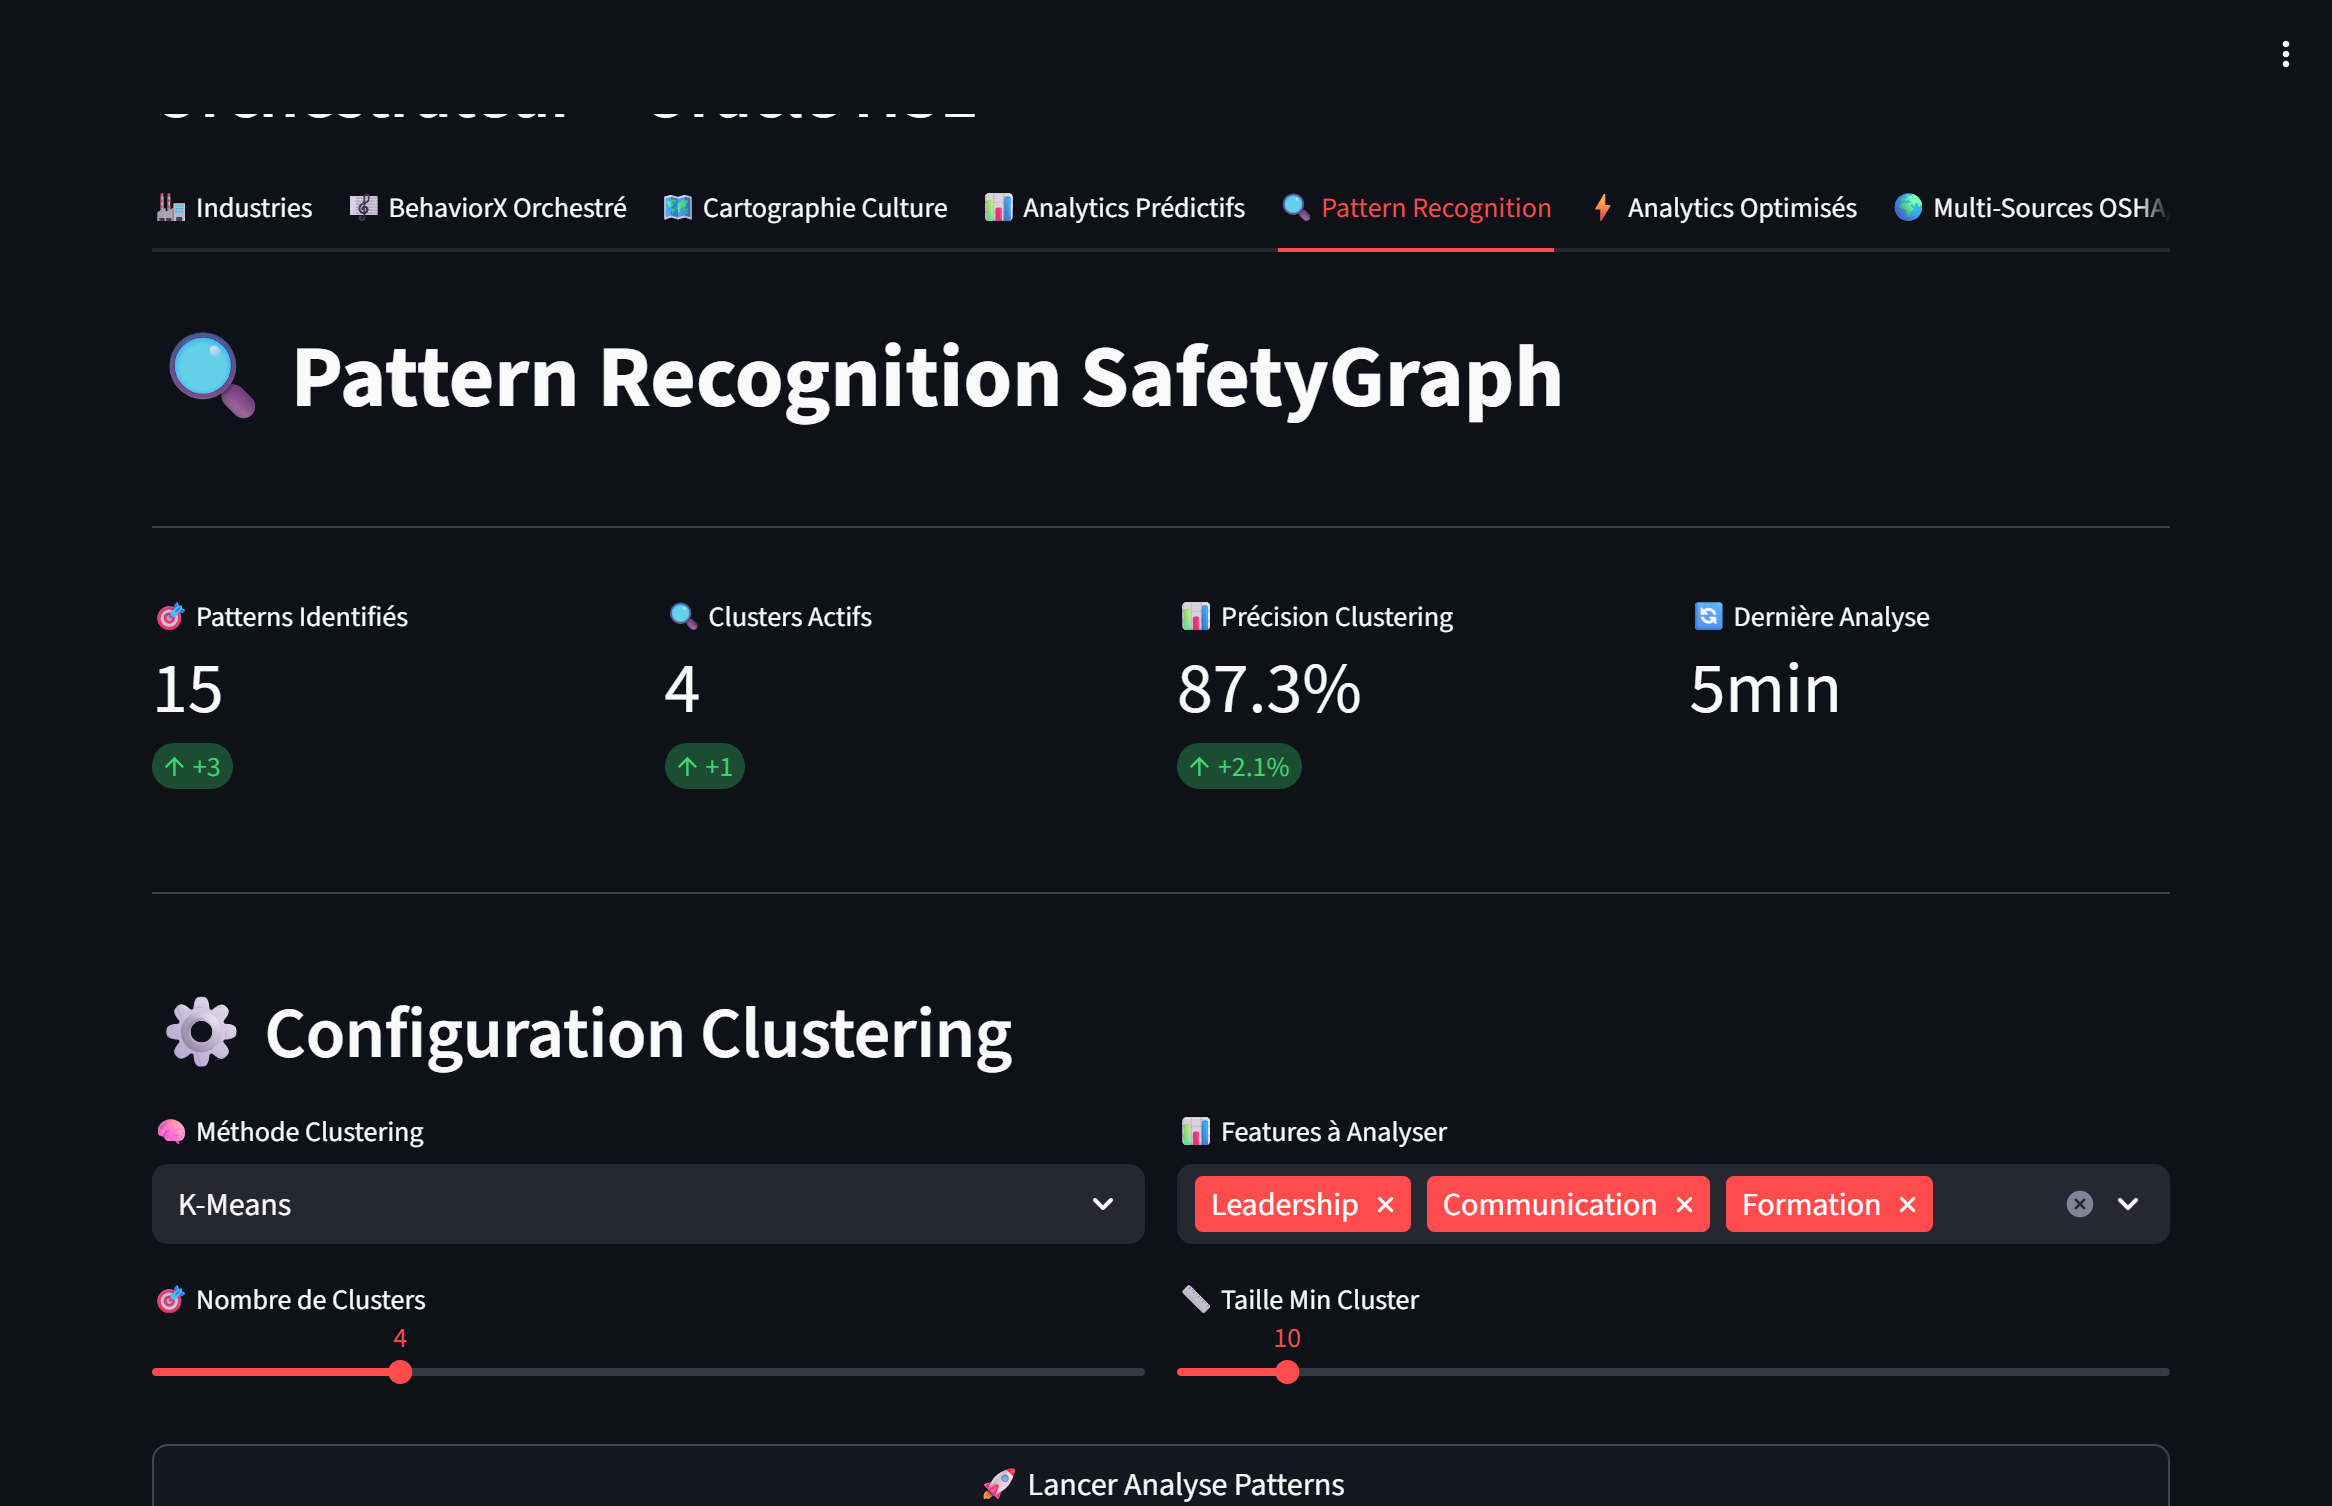 Industries BehaviorX Orchestré Cartographie Culture Analytics Prédictifs Pattern Recognition Analytics Optimisés Multi-Sources OSHA
Pattern Recognition SafetyGraph
Patterns Identifiés Clusters Actifs Précision Clustering Dernière Analyse
15 4 87.3% 5min
↑ +3 ↑ +1 ↑ +2.1%
Configuration Clustering
Méthode Clustering Features à Analyser
K-Means Leadership × Communication × Formation ×
Nombre de Clusters Taille Min Cluster
4 10
Lancer Analyse Patterns